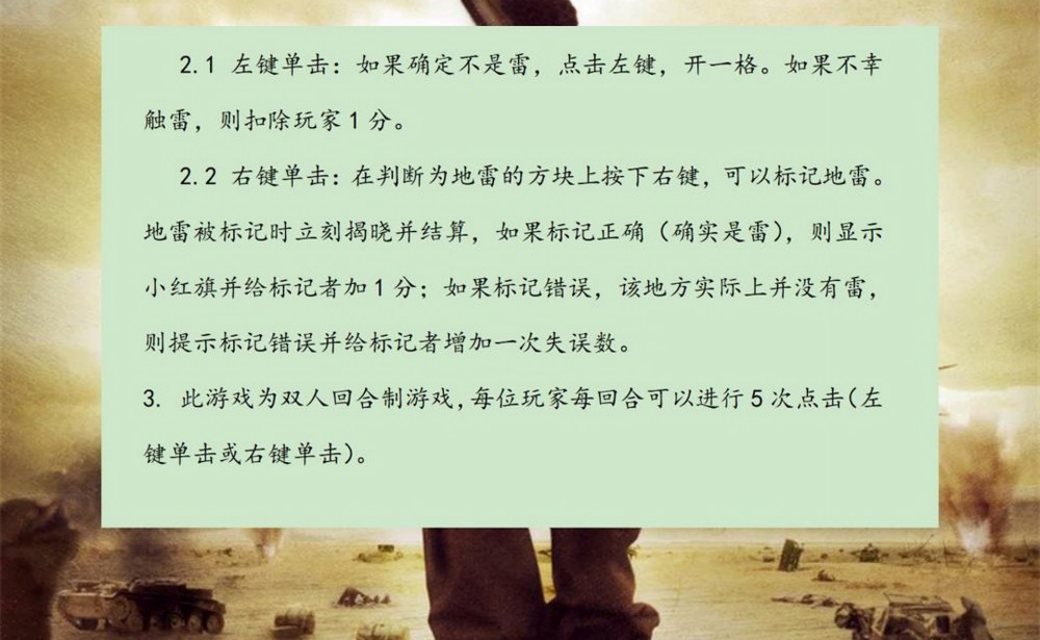 2.1 左键单击：如果确定不是雷，点击左键，开一格。如果不幸
触雷，则扣除玩家 1 分。
2.2 右键单击：在判断为地雷的方块上按下右键，可以标记地雷。
地雷被标记时立刻揭晓并结算，如果标记正确（确实是雷），则显示
小红旗并给标记者加 1 分；如果标记错误，该地方实际上并没有雷，
则提示标记错误并给标记者增加一次失误数。
3. 此游戏为双人回合制游戏，每位玩家每回合可以进行 5 次点击（左
键单击或右键单击）。